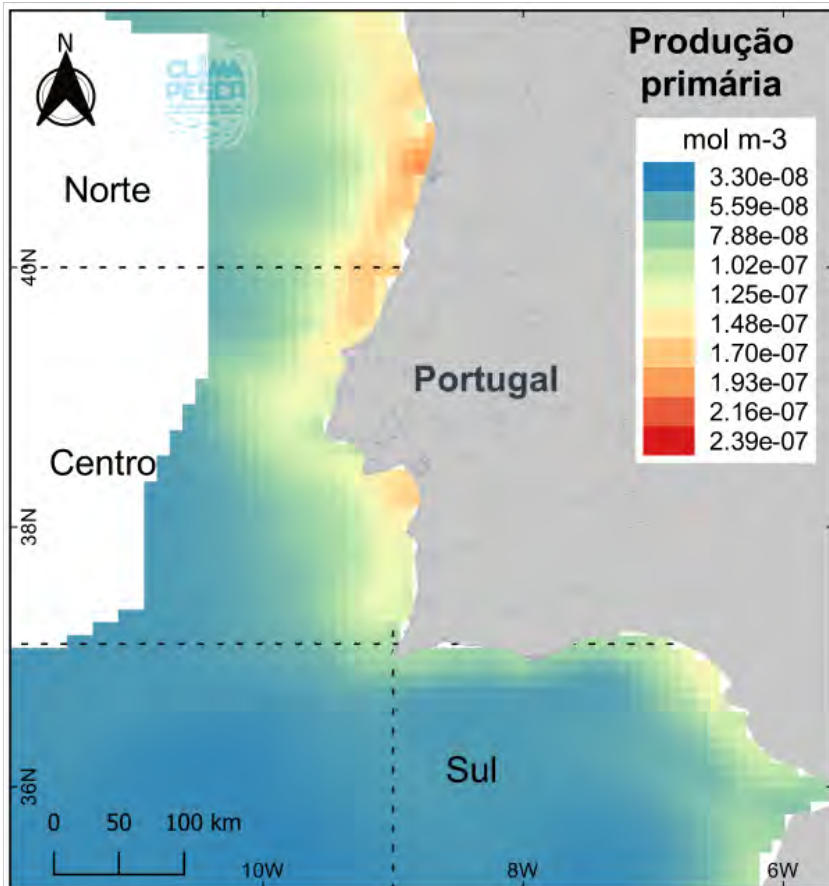 N
CLIMA
PESCA
Norte
40N
Produção
primária
mol m-3
3.30e-08
5.59e-08
7.88e-08
1.02e-07
1.25e-07
1.48e-07
1.70e-07
1.93e-07
2.16e-07
2.39e-07
Portugal
Centro
38N
Sul
36N
0 50 100 km
10W 8W 6W